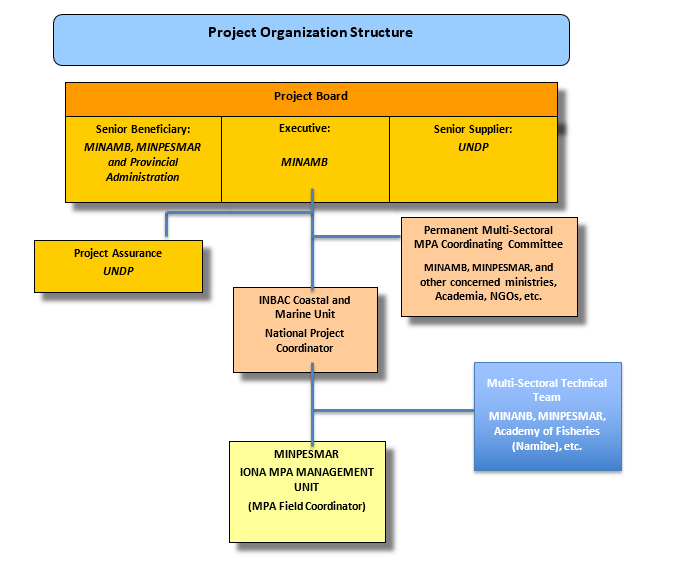 Project Organization Structure
Project Board
Senior Beneficiary:
MINAMB, MINPESMAR
and Provincial
Administration
Executive:
MINAMB
Senior Supplier:
UNDP
Project Assurance
UNDP
Permanent Multi-Sectoral
MPA Coordinating Committee
MINAMB, MINPESMAR, and
other concerned ministries,
Academia, NGOs, etc.
INBAC Coastal and
Marine Unit
National Project
Coordinator
Multi-Sectoral Technical
Team
MINANB, MINPESMAR,
Academy of Fisheries
(Namibe), etc.
MINPESMAR
IONA MPA MANAGEMENT
UNIT
(MPA Field Coordinator)